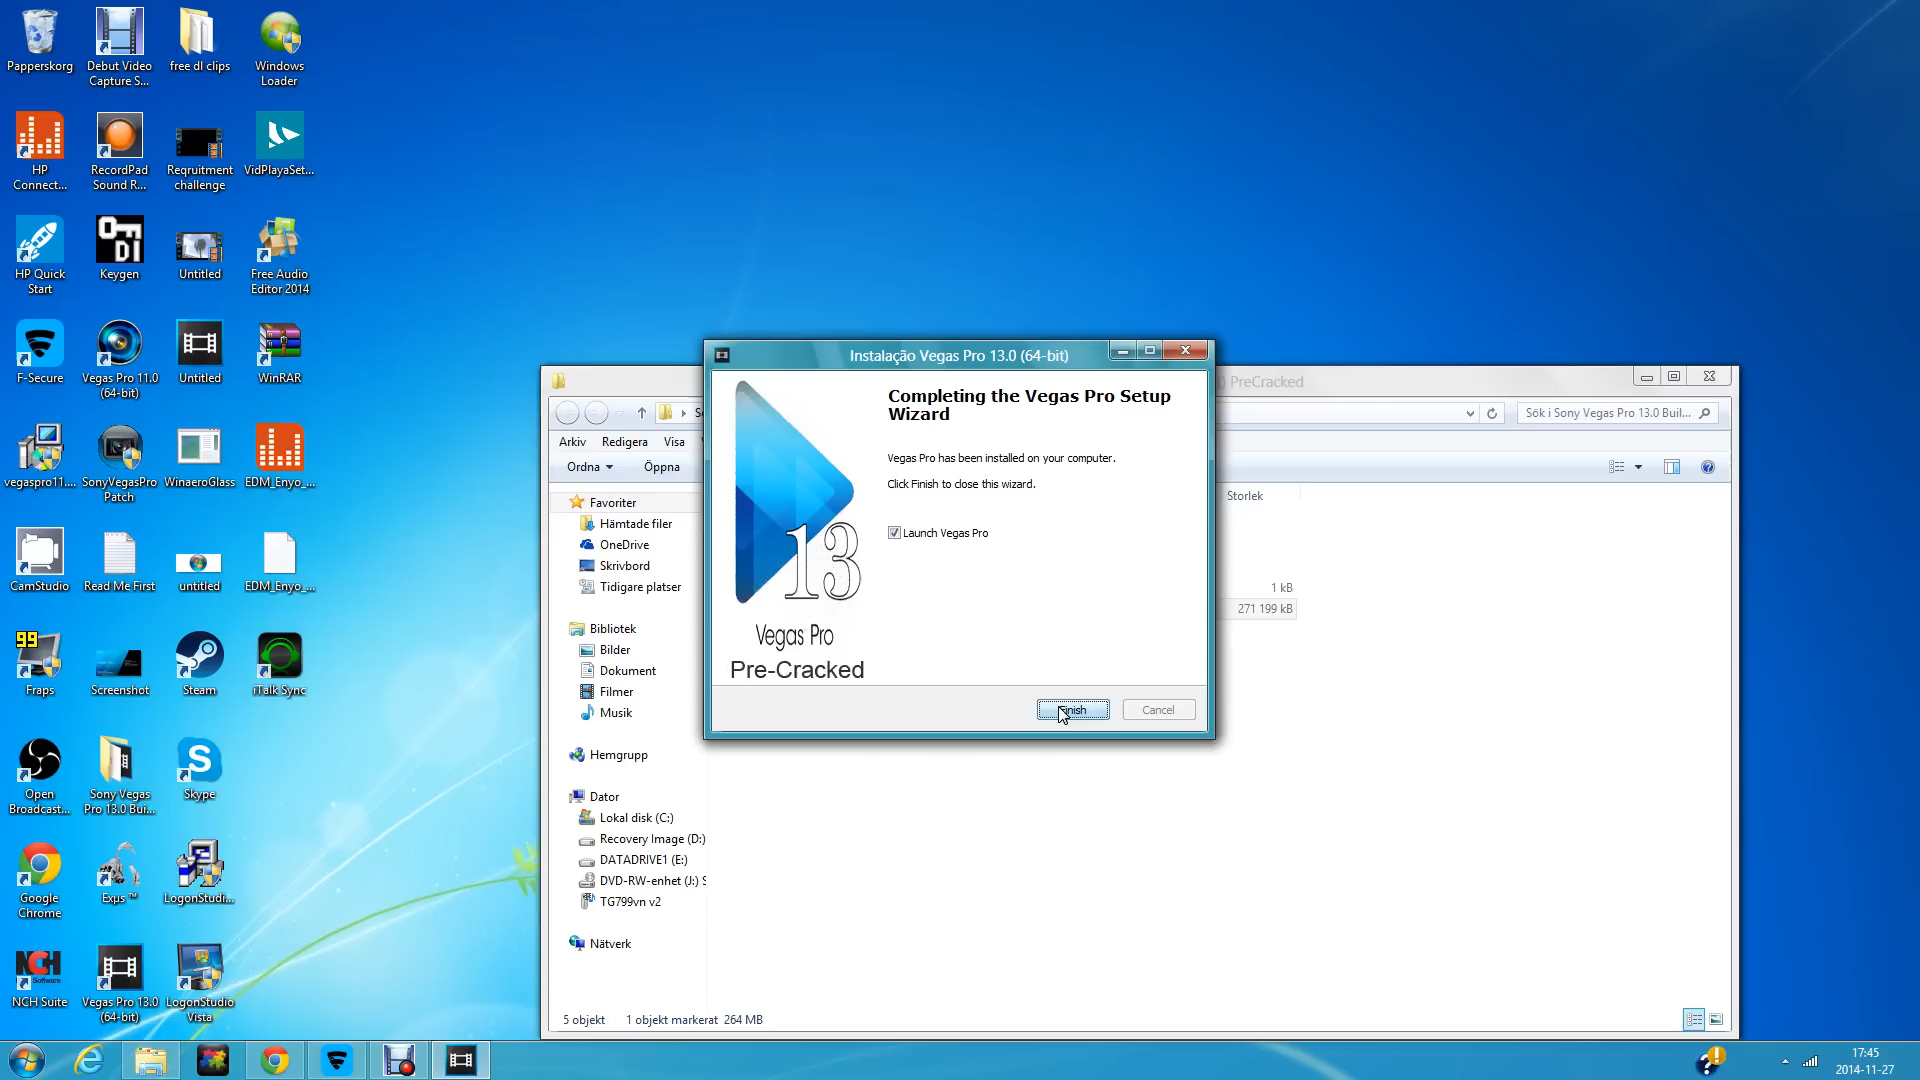 Papperskorg
Debut Video
Capture S...
free dl clips
Windows
Loader
HP
Connect...
RecordPad
Sound R...
Reqruitment
challenge
VidPlayaSet...
HP Quick
Start
Keygen
Untitled
Free Audio
Editor 2014
F-Secure
Vegas Pro 11.0
(64-bit)
Untitled
WinRAR
vegaspro11....
SonyVegasPro
Patch
WinaeroGlass
EDM_Enyo_...
CamStudio
Read Me First
untitled
EDM_Enyo_...
99
Fraps
Screenshot
Steam
iTalk Sync
Open
Broadcast...
Sony Vegas
Pro 13.0 Bui...
Skype
Google
Chrome
Expis ™
LogonStudi...
NCH
Software
NCH Suite
Vegas Pro 13.0
(64-bit)
LogonStudio
Vista
PreCracked
Sök i Sony Vegas Pro 13.0 Buil...
Arkiv
Redigera
Visa
Ordna
Öppna
Storlek
Favoriter
Hämtade filer
OneDrive
Skrivbord
Tidigare platser
1 kB
271 199 kB
Bibliotek
Bilder
Dokument
Filmer
Musik
Hemgrupp
Dator
Lokal disk (C:)
Recovery Image (D:)
DATADRIVE1 (E:)
DVD-RW-enhet (J:) S
TG799vn v2
Nätverk
5 objekt
1 objekt markerat 264 MB
Instalação Vegas Pro 13.0 (64-bit)
Completing the Vegas Pro Setup
Wizard
Vegas Pro has been installed on your computer.
Click Finish to close this wizard.
Launch Vegas Pro
13
Vegas Pro
Pre-Cracked
Finish
Cancel
17:45
2014-11-27